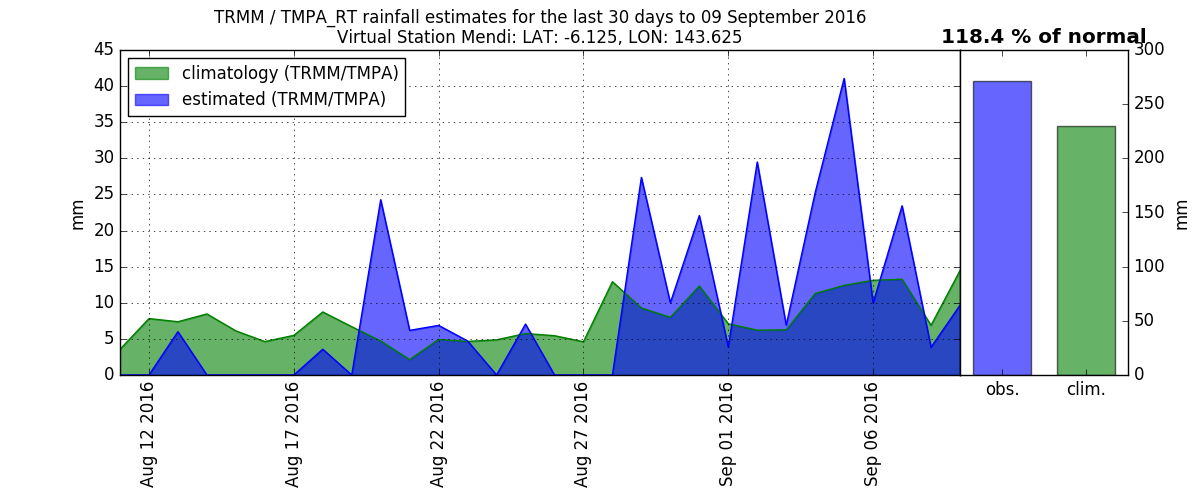 TRMM / TMPA_RT rainfall estimates for the last 30 days to 09 September 2016
Virtual Station Mendi: LAT: -6.125, LON: 143.625
118.4 % of normal
climatology (TRMM/TMPA)
estimated (TRMM/TMPA)
mm
45
40
35
30
25
20
15
10
5
0
Aug 12 2016
Aug 17 2016
Aug 22 2016
Aug 27 2016
Sep 01 2016
Sep 06 2016
obs.
clim.
300
250
200
150
100
50
0
mm